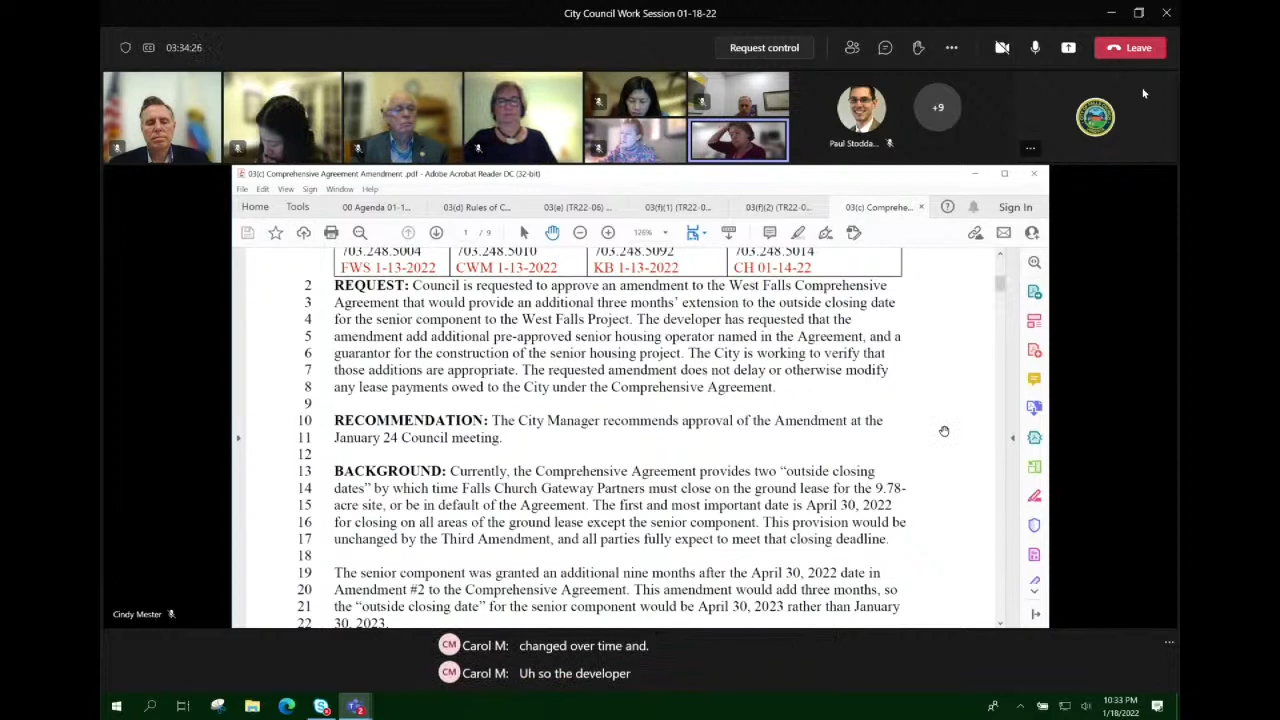 City Council Work Session 01-18-22
03:34:26
Request control
Leave
Paul Stodda...
+9
03(c) Comprehensive Agreement Amendment .pdf - Adobe Acrobat Reader DC (32-bit)
File Edit View Sign Window Help
Home Tools 00 Agenda 01-1... 03(d) Rules of C... 03(e) (TR22-06) ... 03(f)(1) (TR22-0... 03(f)(2) (TR22-0... 03(c) Comprehe... Sign In
1 / 9 126%
703.248.5004 703.248.5092 703.248.5014
FWS 1-13-2022 CWM 1-13-2022 KB 1-13-2022 CH 01-14-22
2 REQUEST: Council is requested to approve an amendment to the West Falls Comprehensive
3 Agreement that would provide an additional three months' extension to the outside closing date
4 for the senior component to the West Falls Project. The developer has requested that the
5 amendment add additional pre-approved senior housing operator named in the Agreement, and a
6 guarantor for the construction of the senior housing project. The City is working to verify that
7 those additions are appropriate. The requested amendment does not delay or otherwise modify
8 any lease payments owed to the City under the Comprehensive Agreement.
9
10 RECOMMENDATION: The City Manager recommends approval of the Amendment at the
11 January 24 Council meeting.
12
13 BACKGROUND: Currently, the Comprehensive Agreement provides two “outside closing
14 dates” by which time Falls Church Gateway Partners must close on the ground lease for the 9.78-
15 acre site, or be in default of the Agreement. The first and most important date is April 30, 2022
16 for closing on all areas of the ground lease except the senior component. This provision would be
17 unchanged by the Third Amendment, and all parties fully expect to meet that closing deadline.
18
19 The senior component was granted an additional nine months after the April 30, 2022 date in
20 Amendment #2 to the Comprehensive Agreement. This amendment would add three months, so
21 the “outside closing date” for the senior component would be April 30, 2023 rather than January
22 30, 2023.
Cindy Mester
CM Carol M: changed over time and.
CM Carol M: Uh so the developer
10:33 PM
1/18/2022